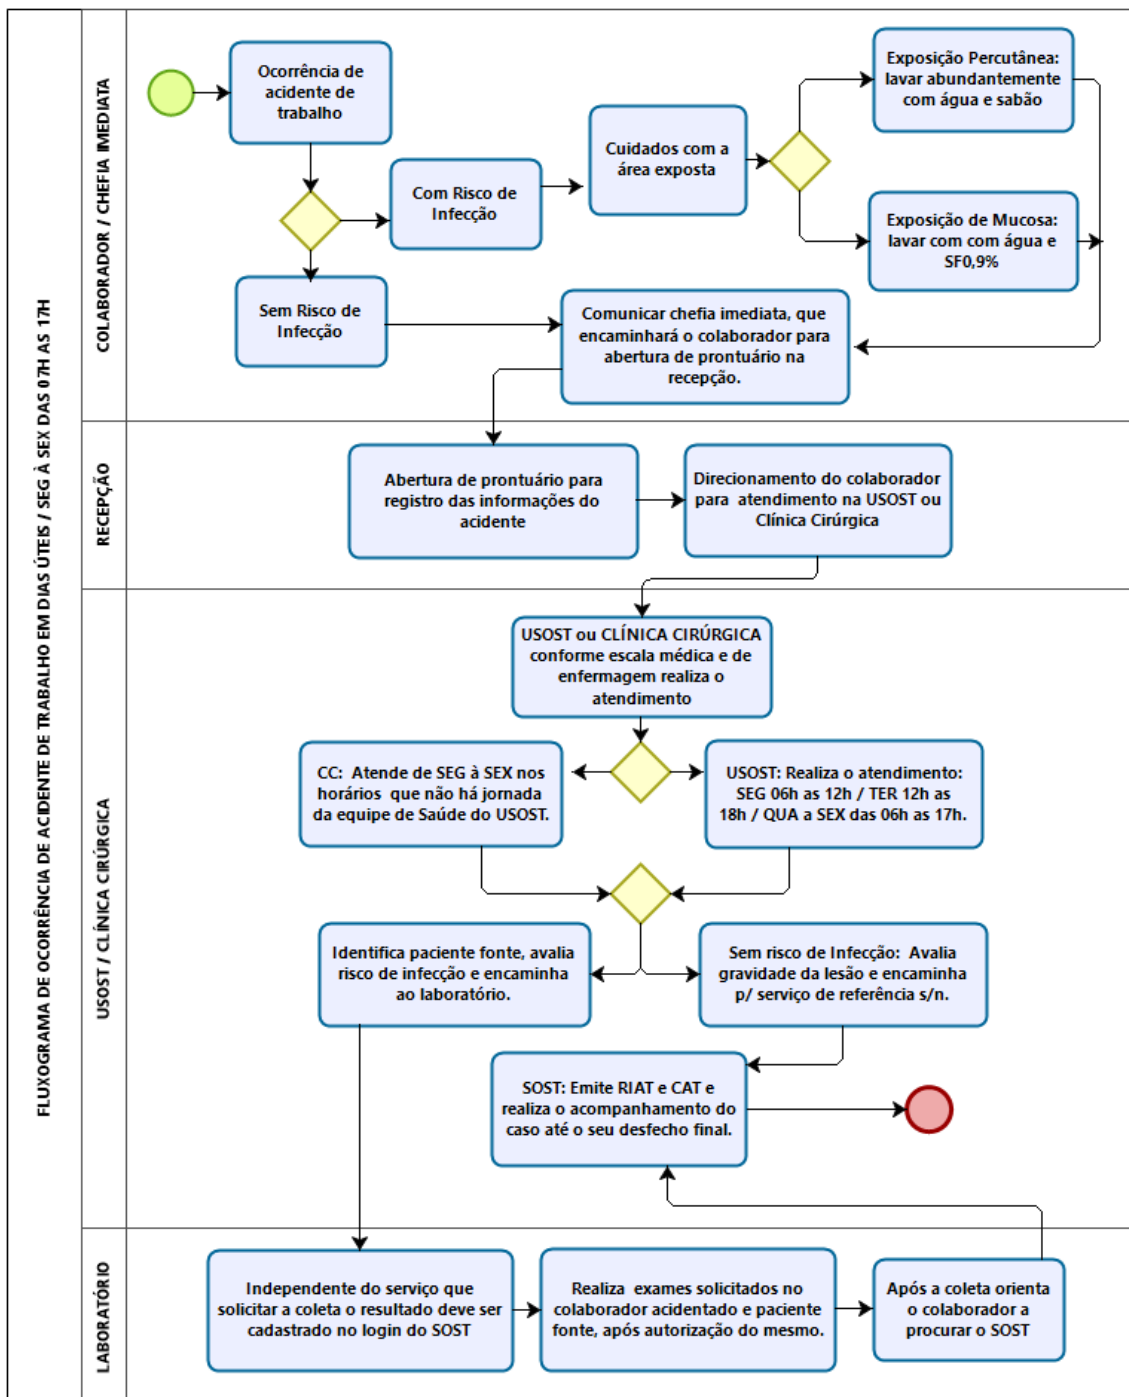 FLUXOGRAMA DE OCORRÊNCIA DE ACIDENTE DE TRABALHO EM DIAS ÚTEIS / SEG À SEX DAS 07H AS 17H
COLABORADOR / CHEFIA IMEDIATA
Ocorrência de
acidente de
trabalho
Com Risco de
Infecção
Cuidados com a
área exposta
Exposição Percutânea:
lavar abundantemente
com água e sabão
Exposição de Mucosa:
lavar com com água e
SF0,9%
Sem Risco de
Infecção
Comunicar chefia imediata, que
encaminhará o colaborador para
abertura de prontuário na
recepção.
RECEPÇÃO
Abertura de prontuário para
registro das informações do
acidente
Direcionamento do colaborador
para atendimento na USOST ou
Clínica Cirúrgica
USOST / CLÍNICA CIRÚRGICA
USOST ou CLÍNICA CIRÚRGICA
conforme escala médica e de
enfermagem realiza o
atendimento
CC: Atende de SEG à SEX nos
horários que não há jornada
da equipe de Saúde do USOST.
USOST: Realiza o atendimento:
SEG 06h as 12h / TER 12h as
18h / QUA a SEX das 06h as 17h.
Identifica paciente fonte, avalia
risco de infecção e encaminha
ao laboratório.
Sem risco de Infecção: Avalia
gravidade da lesão e encaminha
p/ serviço de referência s/n.
SOST: Emite RIAT e CAT e
realiza o acompanhamento do
caso até o seu desfecho final.
LABORATÓRIO
Independente do serviço que
solicitar a coleta o resultado deve ser
cadastrado no login do SOST
Realiza exames solicitados no
colaborador acidentado e paciente
fonte, após autorização do mesmo.
Após a coleta orienta
o colaborador a
procurar o SOST